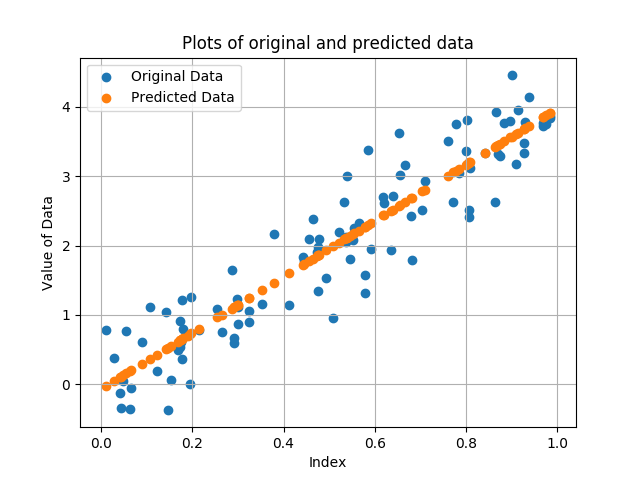 Plots of original and predicted data
Original Data
Predicted Data
4
3
2
1
0
Value of Data
0.0 0.2 0.4 0.6 0.8 1.0
Index